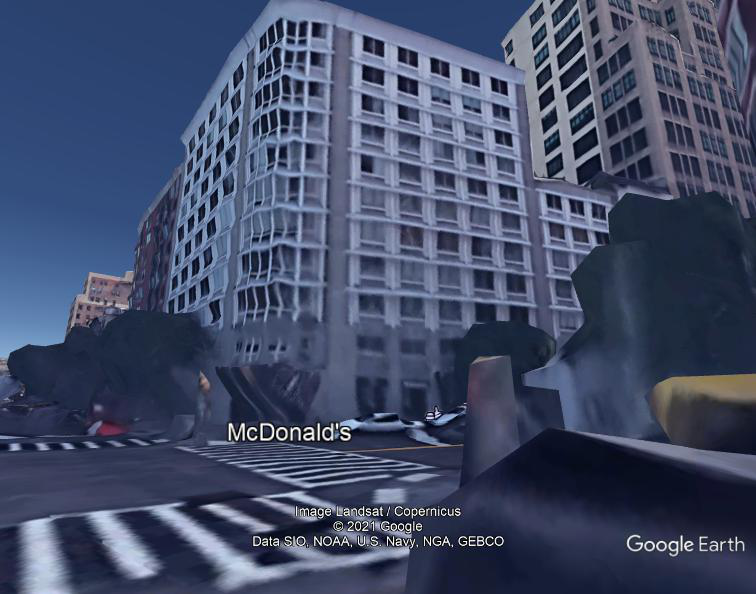 McDonald's
Image Landsat / Copernicus
© 2021 Google
Data SIO, NOAA, U.S. Navy, NGA, GEBCO
Google Earth